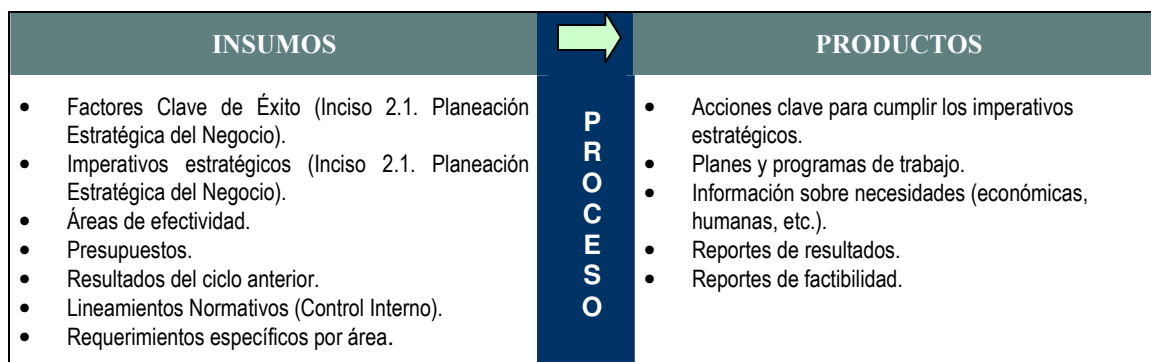 INSUMOS
PRODUCTOS
• Factores Clave de Éxito (Inciso 2.1. Planeación
Estratégica del Negocio).
• Imperativos estratégicos (Inciso 2.1. Planeación
Estratégica del Negocio).
• Áreas de efectividad.
• Presupuestos.
• Resultados del ciclo anterior.
• Lineamientos Normativos (Control Interno).
• Requerimientos específicos por área.
P
R
O
C
E
S
O
• Acciones clave para cumplir los imperativos
estratégicos.
• Planes y programas de trabajo.
• Información sobre necesidades (económicas,
humanas, etc.).
• Reportes de resultados.
• Reportes de factibilidad.